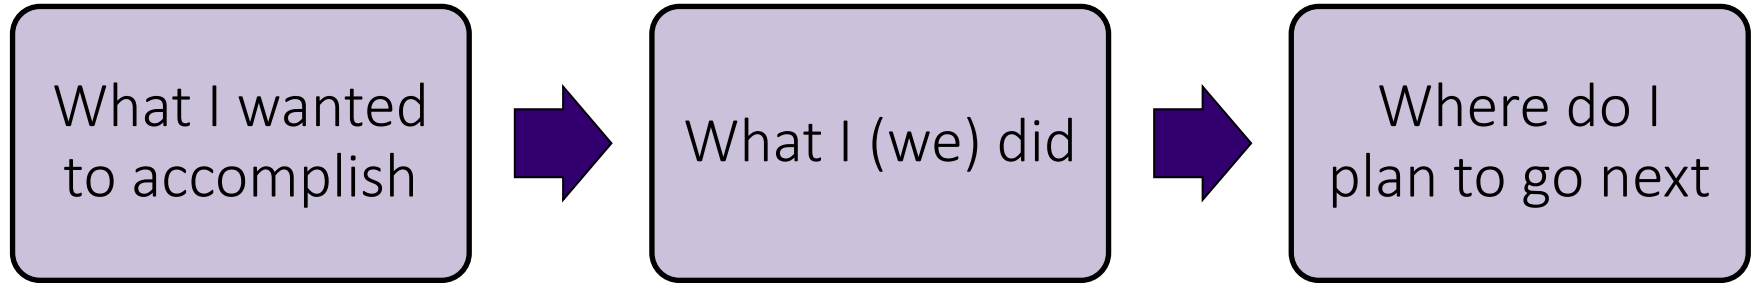 What I wanted
to accomplish
What I (we) did
Where do I
plan to go next